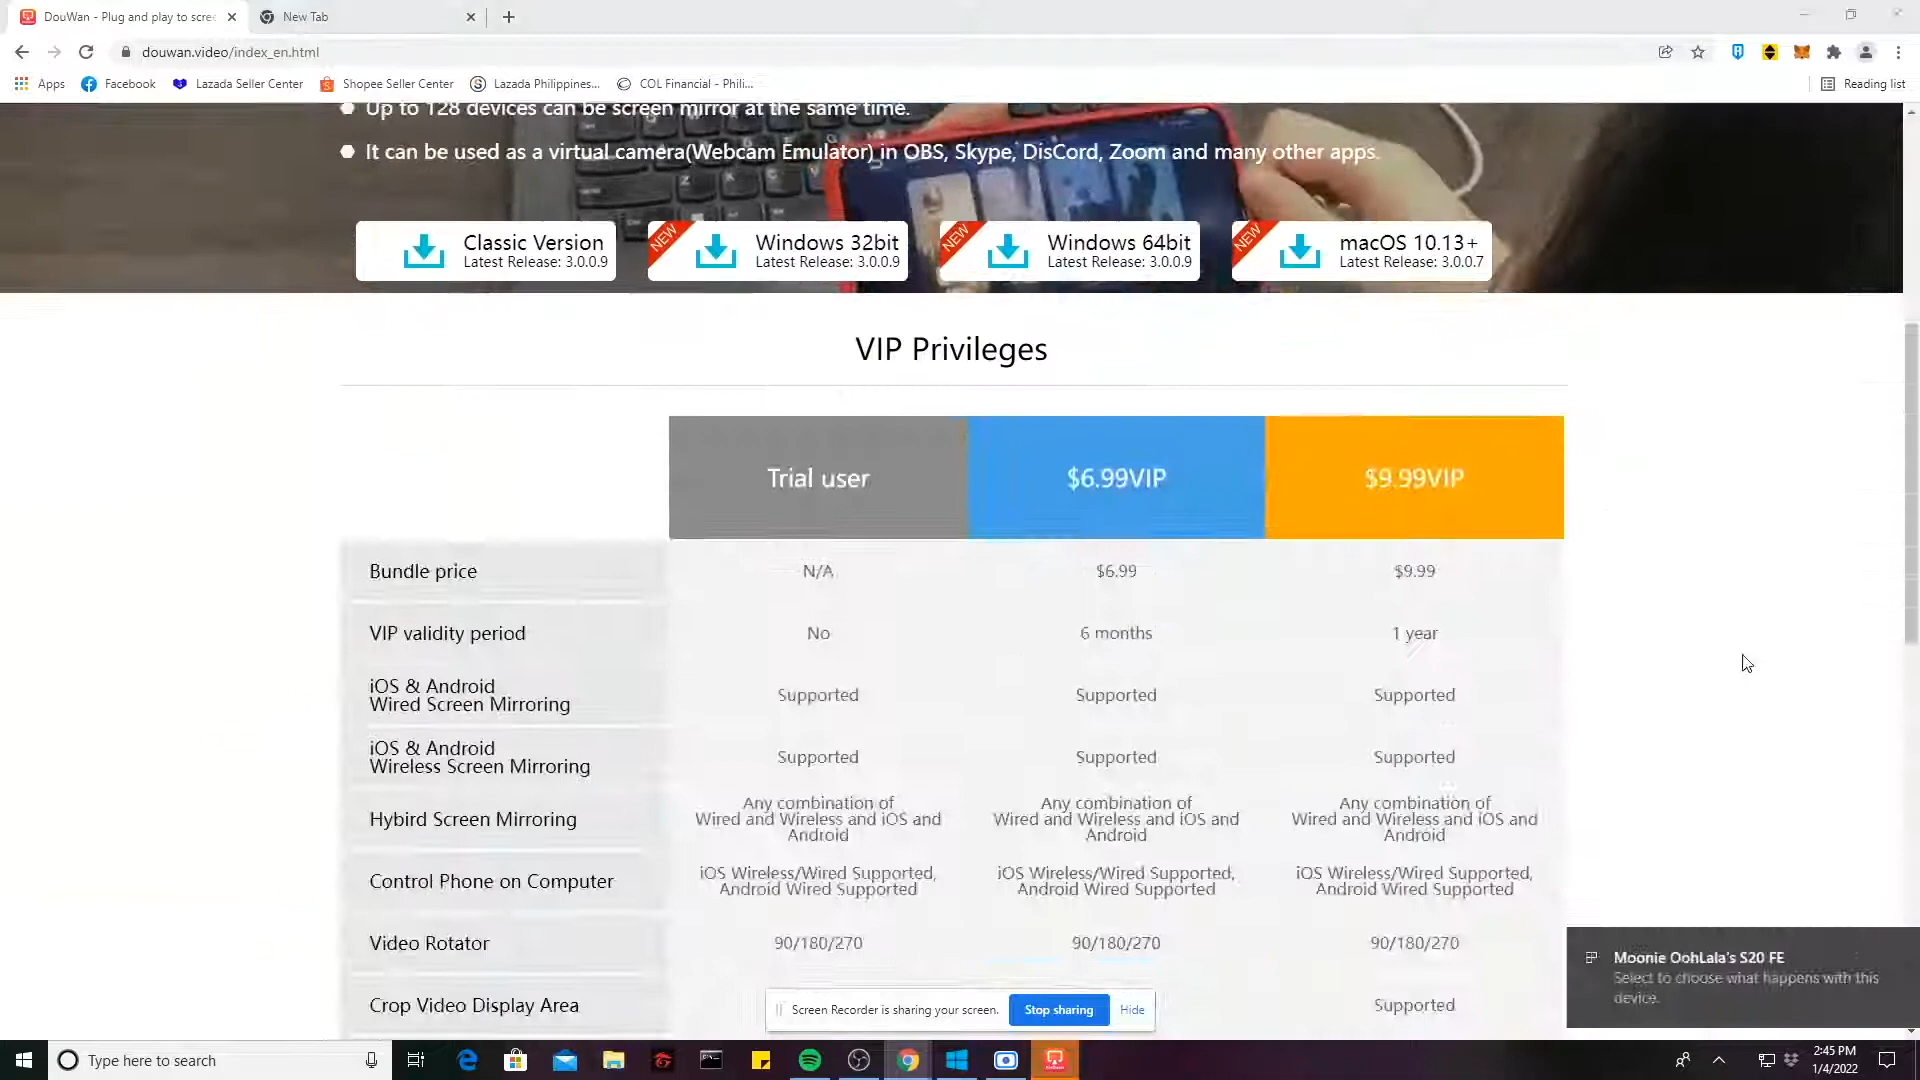 DouWan - Plug and play to scre
New Tab
douwan.video/index_en.html
Apps
Facebook
Lazada Seller Center
Shopee Seller Center
Lazada Philippines...
COL Financial - Phili...
Reading list
Up to 128 devices can be screen mirror at the same time.
It can be used as a virtual camera(Webcam Emulator) in OBS, Skype, DisCord, Zoom and many other apps.
Classic Version
Latest Release: 3.0.0.9
NEW
Windows 32bit
Latest Release: 3.0.0.9
NEW
Windows 64bit
Latest Release: 3.0.0.9
NEW
macOS 10.13+
Latest Release: 3.0.0.7
VIP Privileges
Trial user
$6.99VIP
$9.99VIP
Bundle price
N/A
$6.99
$9.99
VIP validity period
No
6 months
1 year
iOS & Android
Wired Screen Mirroring
Supported
Supported
Supported
iOS & Android
Wireless Screen Mirroring
Supported
Supported
Supported
Hybird Screen Mirroring
Any combination of
Wired and Wireless and iOS and
Android
Any combination of
Wired and Wireless and iOS and
Android
Any combination of
Wired and Wireless and iOS and
Android
Control Phone on Computer
iOS Wireless/Wired Supported,
Android Wired Supported
iOS Wireless/Wired Supported,
Android Wired Supported
iOS Wireless/Wired Supported,
Android Wired Supported
Video Rotator
90/180/270
90/180/270
90/180/270
Crop Video Display Area
Supported
Moonie OohLala's S20 FE
Select to choose what happens with this
device.
Screen Recorder is sharing your screen.
Stop sharing
Hide
Type here to search
2:45 PM
1/4/2022